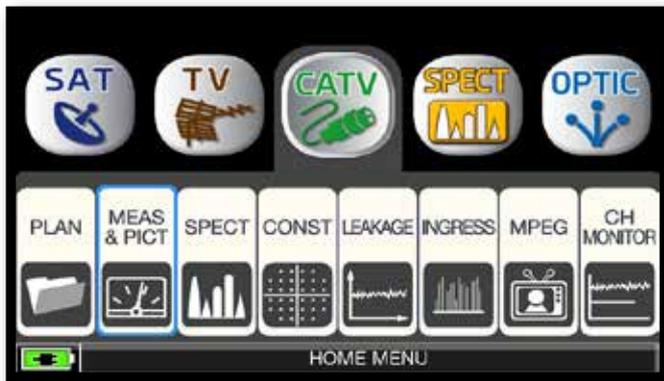 SAT
TV
CATV
SPECT
OPTIC
PLAN
MEAS
& PICT
SPECT
CONST
LEAKAGE
INGRESS
MPEG
CH
MONITOR
HOME MENU